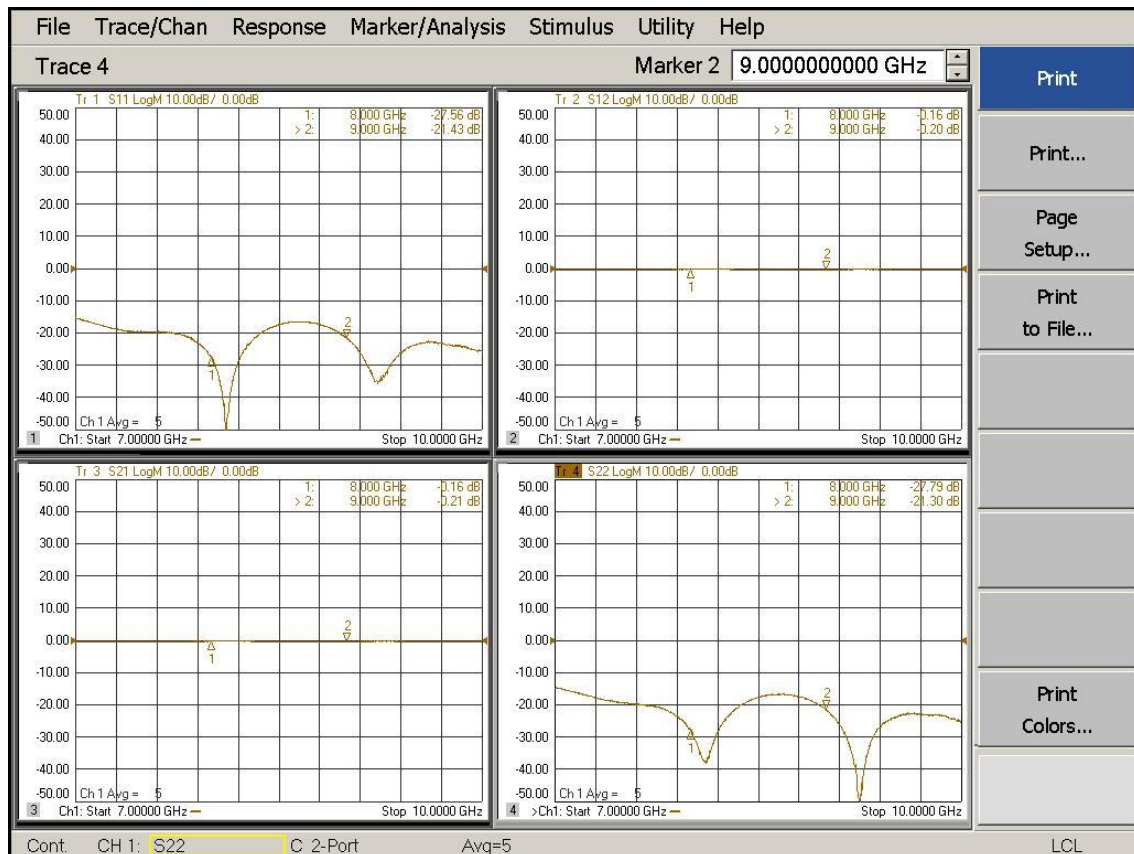 File Trace/Chan Response Marker/Analysis Stimulus Utility Help
Trace 4 Marker 2 9.0000000000 GHz
Tr 1 S11 LogM 10.00dB/ 0.00dB
1: 8.000 GHz -27.56 dB
> 2: 9.000 GHz -21.43 dB
50.00
40.00
30.00
20.00
10.00
0.00
-10.00
-20.00
-30.00
-40.00
-50.00
2
1
Ch 1 Avg = 5
1 Ch1: Start 7.00000 GHz Stop 10.0000 GHz
Tr 2 S12 LogM 10.00dB/ 0.00dB
1: 8.000 GHz -0.16 dB
> 2: 9.000 GHz -0.20 dB
50.00
40.00
30.00
20.00
10.00
0.00
-10.00
-20.00
-30.00
-40.00
-50.00
2
1
Ch 1 Avg = 5
2 Ch1: Start 7.00000 GHz Stop 10.0000 GHz
Tr 3 S21 LogM 10.00dB/ 0.00dB
1: 8.000 GHz -0.16 dB
> 2: 9.000 GHz -0.21 dB
50.00
40.00
30.00
20.00
10.00
0.00
-10.00
-20.00
-30.00
-40.00
-50.00
2
1
Ch 1 Avg = 5
3 Ch1: Start 7.00000 GHz Stop 10.0000 GHz
Tr 4 S22 LogM 10.00dB/ 0.00dB
1: 8.000 GHz -27.79 dB
> 2: 9.000 GHz -21.30 dB
50.00
40.00
30.00
20.00
10.00
0.00
-10.00
-20.00
-30.00
-40.00
-50.00
2
1
Ch 1 Avg = 5
4 >Ch1: Start 7.00000 GHz Stop 10.0000 GHz
Print
Print...
Page
Setup...
Print
to File...
Print
Colors...
Cont. CH 1: S22 C 2-Port Avg=5 LCL